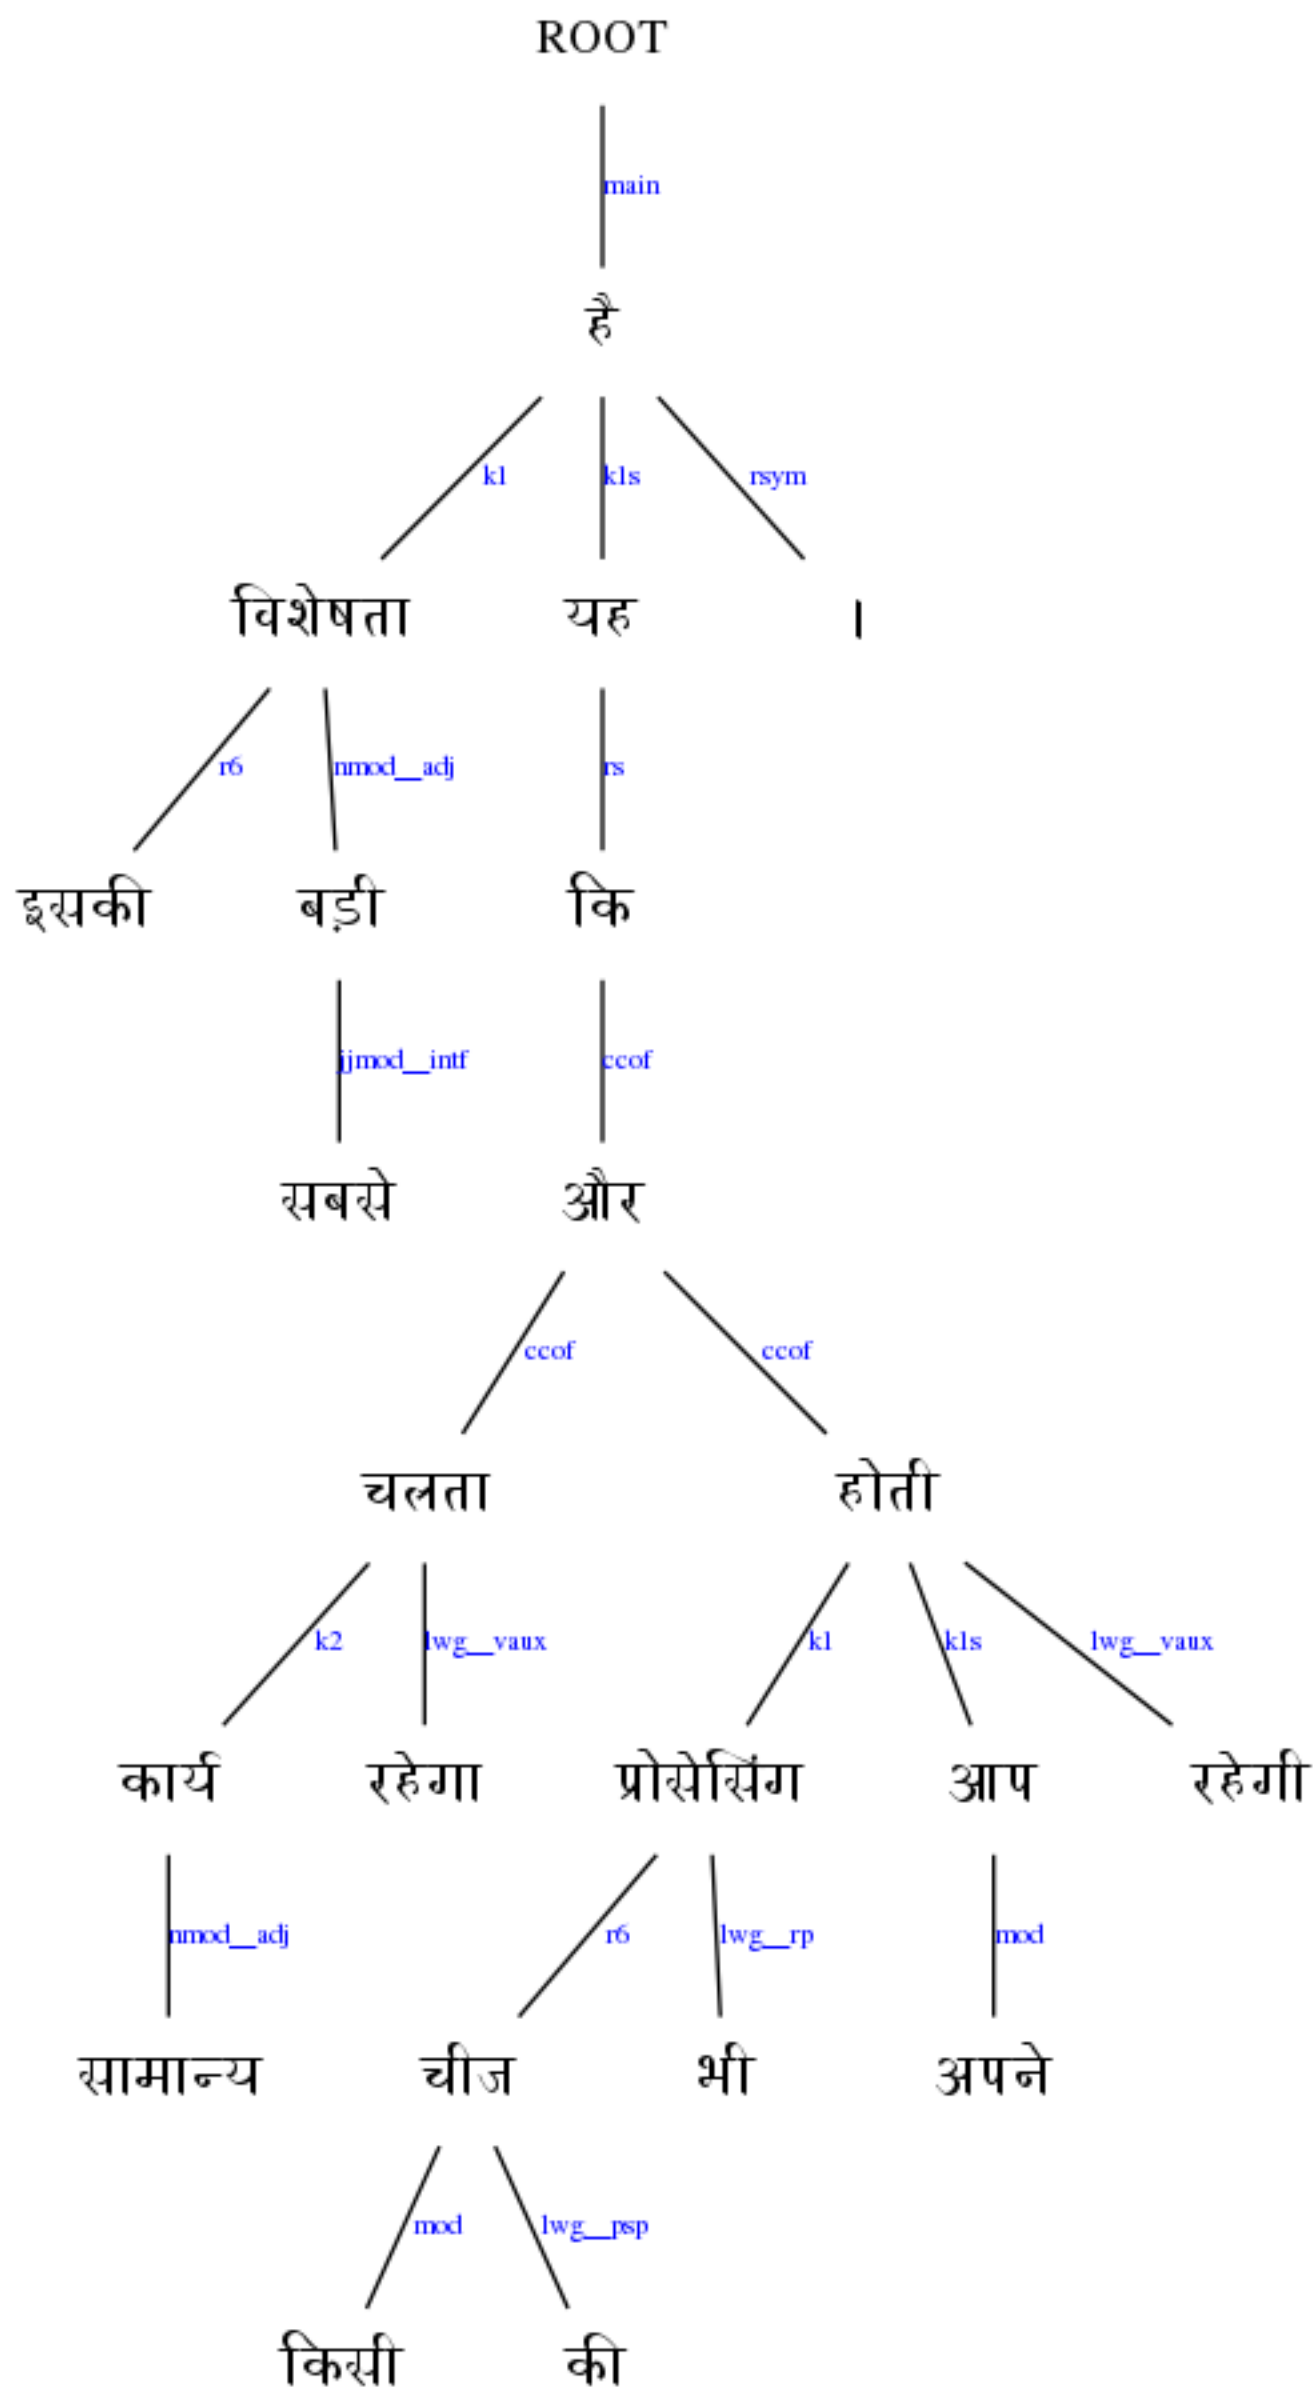 ROOT
main
है
k1 k1s rsym
विशेषता यह ।
r6 nmod__adj rs
इसकी बड़ी कि
jjmod__intf ccof
सबसे और
ccof ccof
चलता होती
k2 lwg__vaux k1 k1s lwg__vaux
कार्य रहेगा प्रोसेसिंग आप रहेगी
nmod__adj r6 lwg__rp mod
सामान्य चीज भी अपने
mod lwg__psp
किसी की